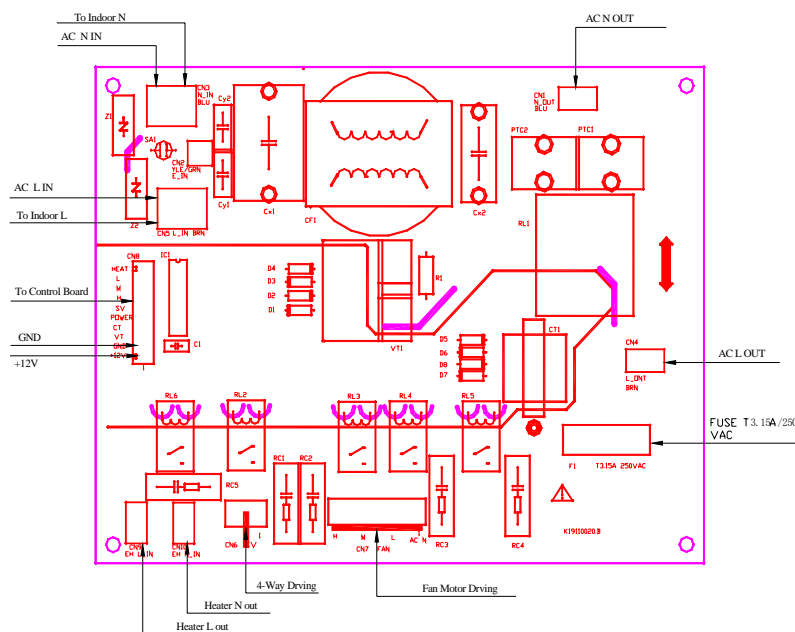 To Indoor N
AC N IN
AC N OUT
CN3
N_IN
BLU
Cy2
Z1
SA1
CN2
YLE/GRN
E_IN
CN1
N_OUT
BLU
PTC2
PTC1
AC L IN
To Indoor L
Z2
CN5 L_IN BRN
Cy1
Cx1
CF1
Cx2
RL1
CN8
IC1
HEAT
L
M
H
SV
POWER
CT
VT
GND
+12V
To Control Board
GND
+12V
C1
D4
D3
D2
D1
R1
VT1
D5
D6
D8
D7
CT1
CN4
L_ONT
BRN
AC L OUT
RL6
RL2
RL3
RL4
RL5
FUSE T3.15A/250
VAC
F1 T3.15A 250VAC
RC1
RC2
RC5
RC3
RC4
K19110020.B
CN9
EH L_IN
CN10
EH _IN
CN6 V
I
H M L AC N
CN7 FAN
4-Way Drving
Fan Motor Drving
Heater N out
Heater L out